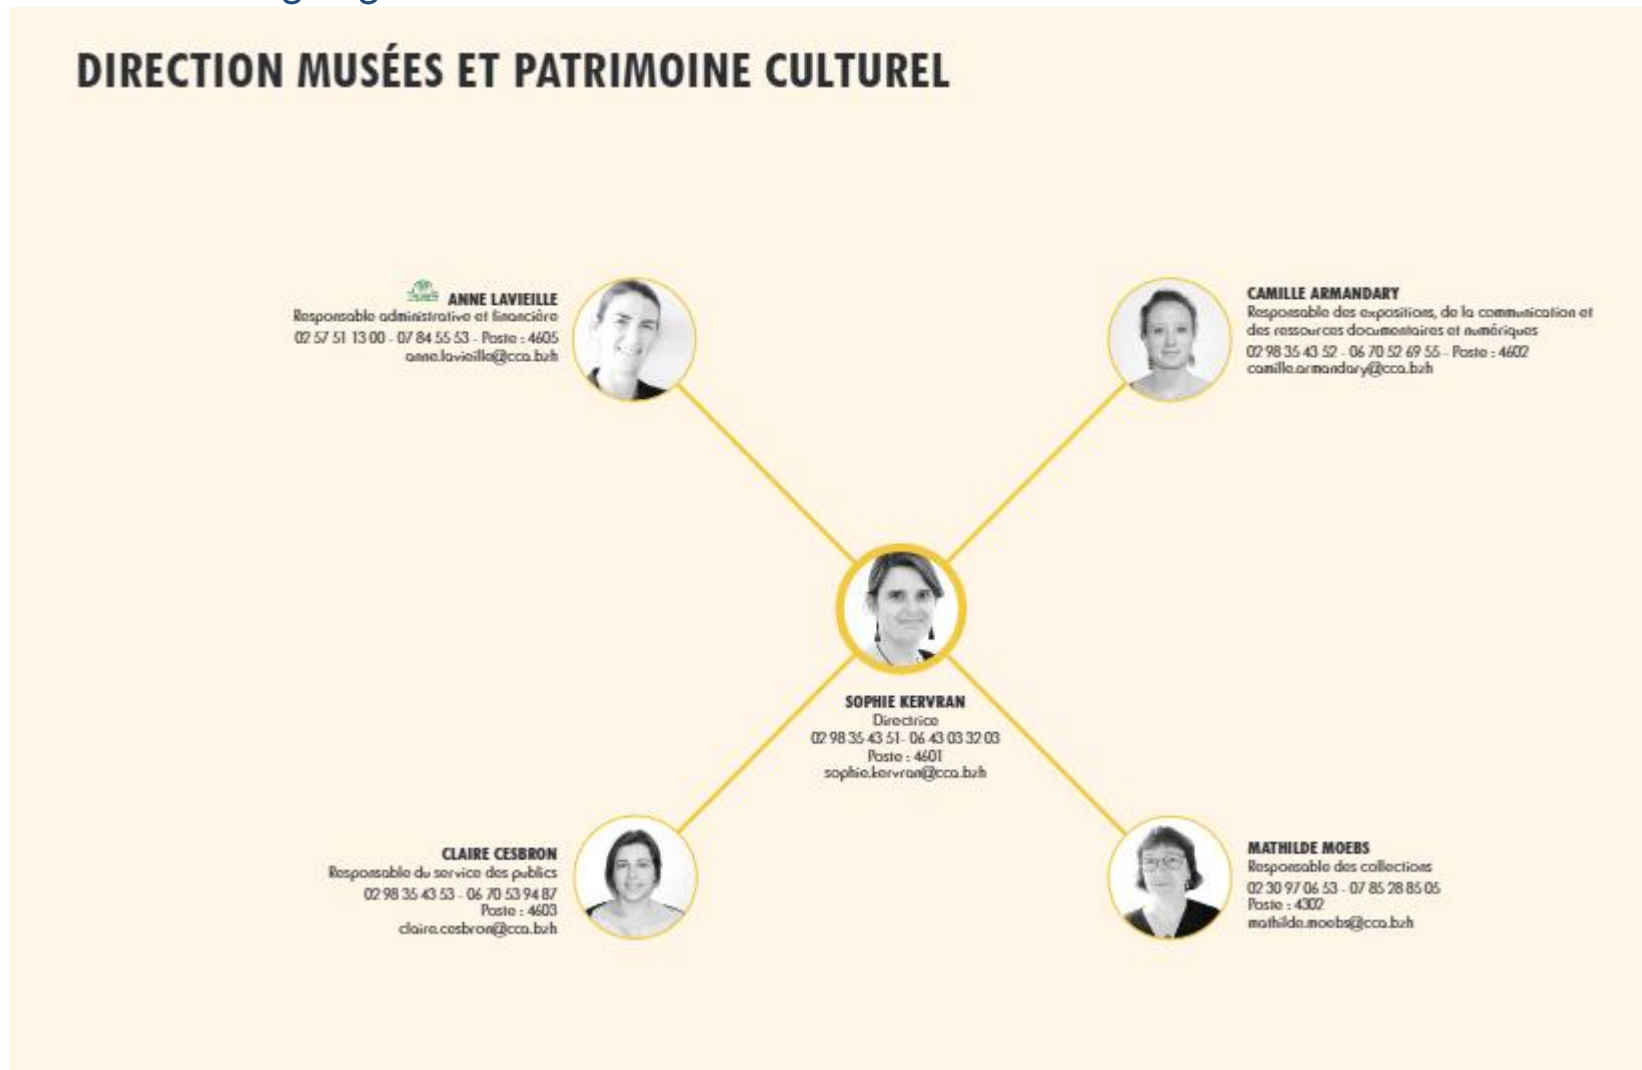 DIRECTION MUSÉES ET PATRIMOINE CULTUREL
ANNE LAVIEILLE
Responsable administrative et financière
02 57 51 13 00 - 07 84 55 53 - Poste : 4605
anne.lavieille@cca.bzh
CAMILLE ARMANDARY
Responsable des expositions, de la communication et
des ressources documentaires et numériques
02 98 35 43 52 - 06 70 52 69 55 - Poste : 4602
camille.armandary@cca.bzh
SOPHIE KERVRAN
Directrice
02 98 35 43 51- 06 43 03 32 03
Poste : 4601
sophie.kervran@cca.bzh
CLAIRE CESBRON
Responsable du service des publics
02 98 35 43 53 - 06 70 53 94 87
Poste : 4603
claire.cesbron@cca.bzh
MATHILDE MOEBS
Responsable des collections
02 30 97 06 53 - 07 85 28 85 05
Poste : 4302
mathilde.moebs@cca.bzh